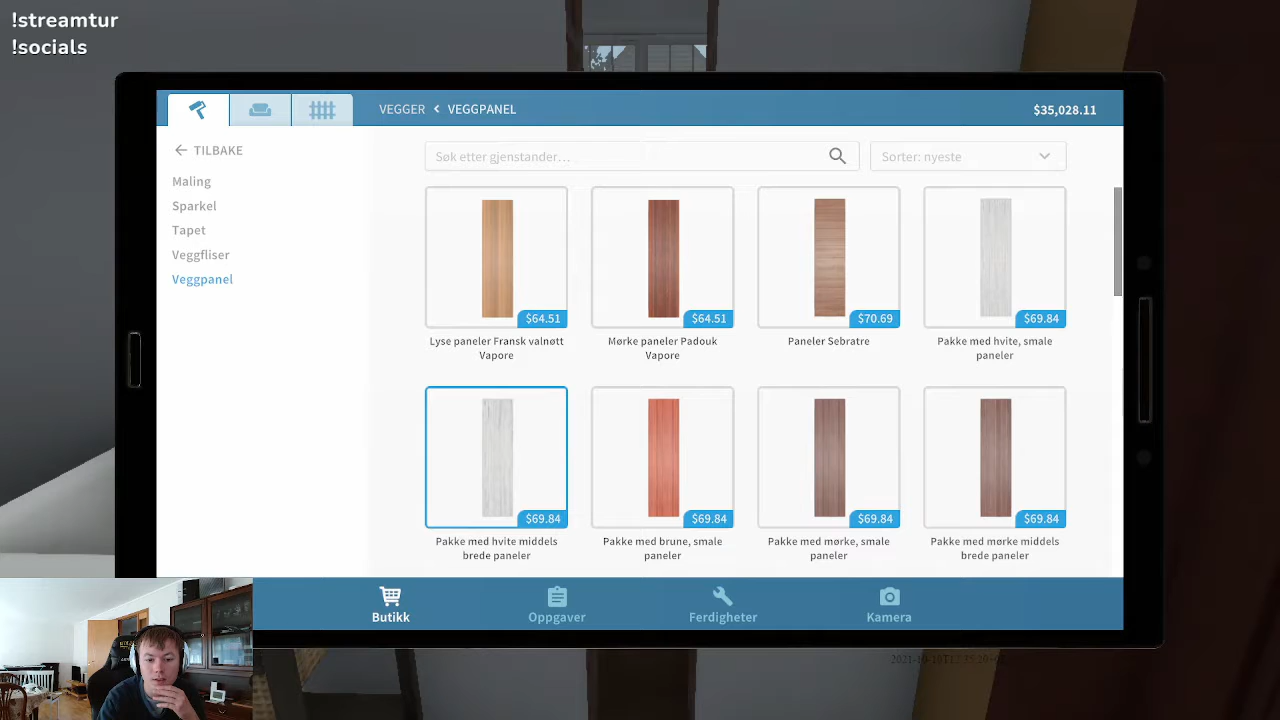 !streamtur
!socials
VEGGER < VEGGPANEL
$35,028.11
TILBAKE
Maling
Sparkel
Tapet
Veggfliser
Veggpanel
Søk etter gjenstander…
Sorter: nyeste
$64.51
$64.51
$70.69
$69.84
Lyse paneler Fransk valnøtt
Vapore
Mørke paneler Padouk
Vapore
Paneler Sebratre
Pakke med hvite, smale
paneler
$69.84
$69.84
$69.84
$69.84
Pakke med hvite middels
brede paneler
Pakke med brune, smale
paneler
Pakke med mørke, smale
paneler
Pakke med mørke middels
brede paneler
Butikk
Oppgaver
Ferdigheter
Kamera